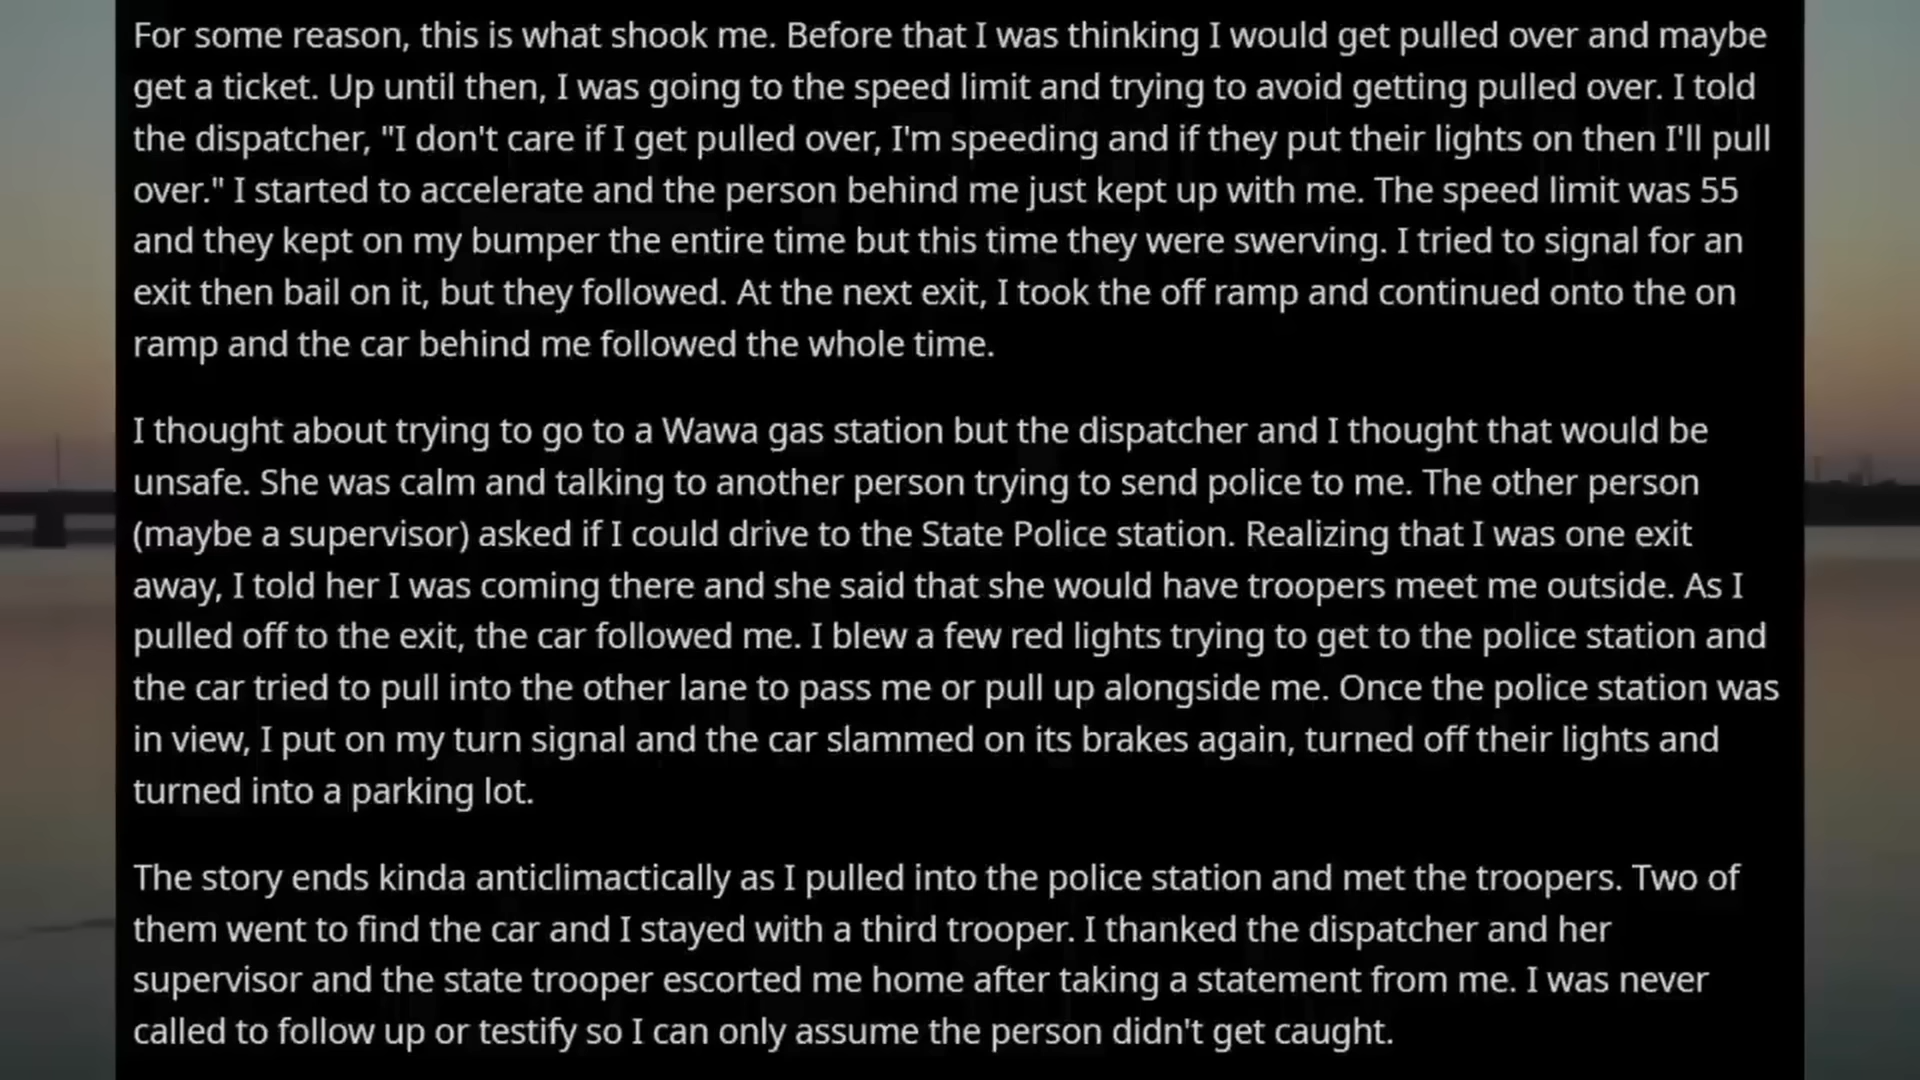 For some reason, this is what shook me. Before that I was thinking I would get pulled over and maybe
get a ticket. Up until then, I was going to the speed limit and trying to avoid getting pulled over. I told
the dispatcher, "I don't care if I get pulled over, I'm speeding and if they put their lights on then I'll pull
over." I started to accelerate and the person behind me just kept up with me. The speed limit was 55
and they kept on my bumper the entire time but this time they were swerving. I tried to signal for an
exit then bail on it, but they followed. At the next exit, I took the off ramp and continued onto the on
ramp and the car behind me followed the whole time.
I thought about trying to go to a Wawa gas station but the dispatcher and I thought that would be
unsafe. She was calm and talking to another person trying to send police to me. The other person
(maybe a supervisor) asked if I could drive to the State Police station. Realizing that I was one exit
away, I told her I was coming there and she said that she would have troopers meet me outside. As I
pulled off to the exit, the car followed me. I blew a few red lights trying to get to the police station and
the car tried to pull into the other lane to pass me or pull up alongside me. Once the police station was
in view, I put on my turn signal and the car slammed on its brakes again, turned off their lights and
turned into a parking lot.
The story ends kinda anticlimactically as I pulled into the police station and met the troopers. Two of
them went to find the car and I stayed with a third trooper. I thanked the dispatcher and her
supervisor and the state trooper escorted me home after taking a statement from me. I was never
called to follow up or testify so I can only assume the person didn't get caught.